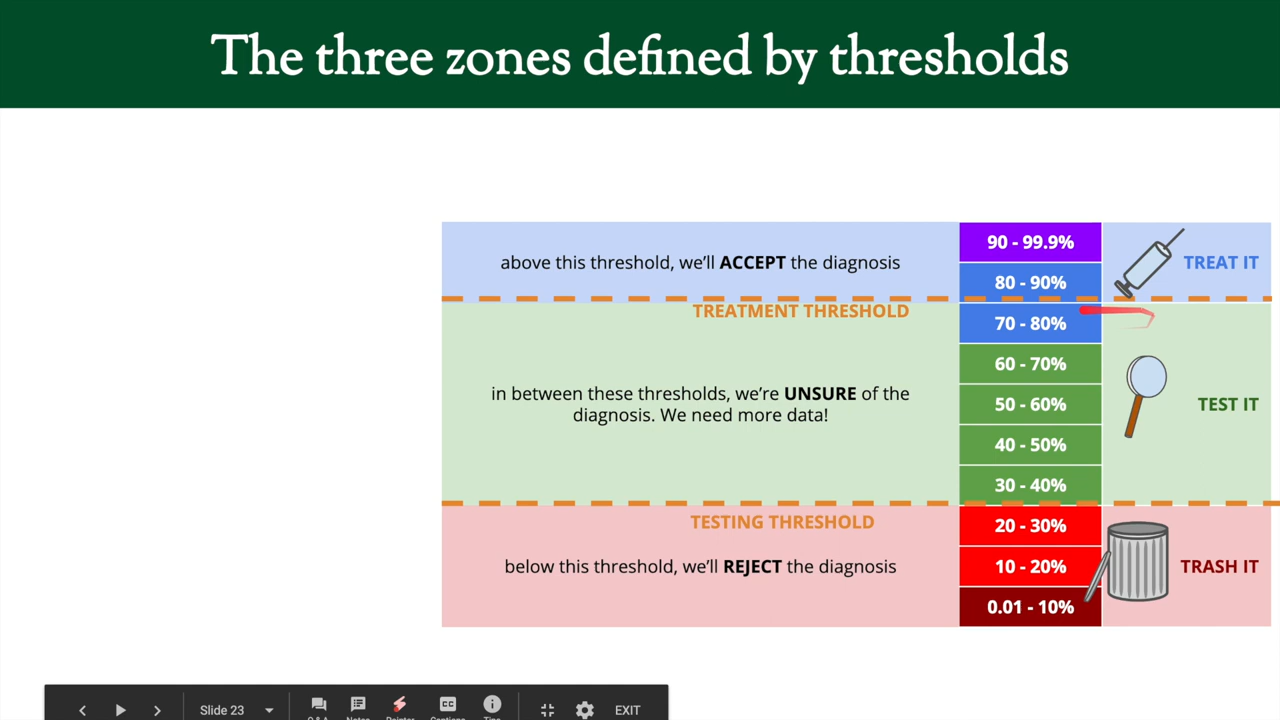 The three zones defined by thresholds
above this threshold, we'll ACCEPT the diagnosis
90 - 99.9%
80 - 90%
TREAT IT
TREATMENT THRESHOLD
70 - 80%
60 - 70%
in between these thresholds, we're UNSURE of the
diagnosis. We need more data!
50 - 60%
40 - 50%
30 - 40%
TEST IT
TESTING THRESHOLD
20 - 30%
below this threshold, we'll REJECT the diagnosis
10 - 20%
0.01 - 10%
TRASH IT
Slide 23
EXIT